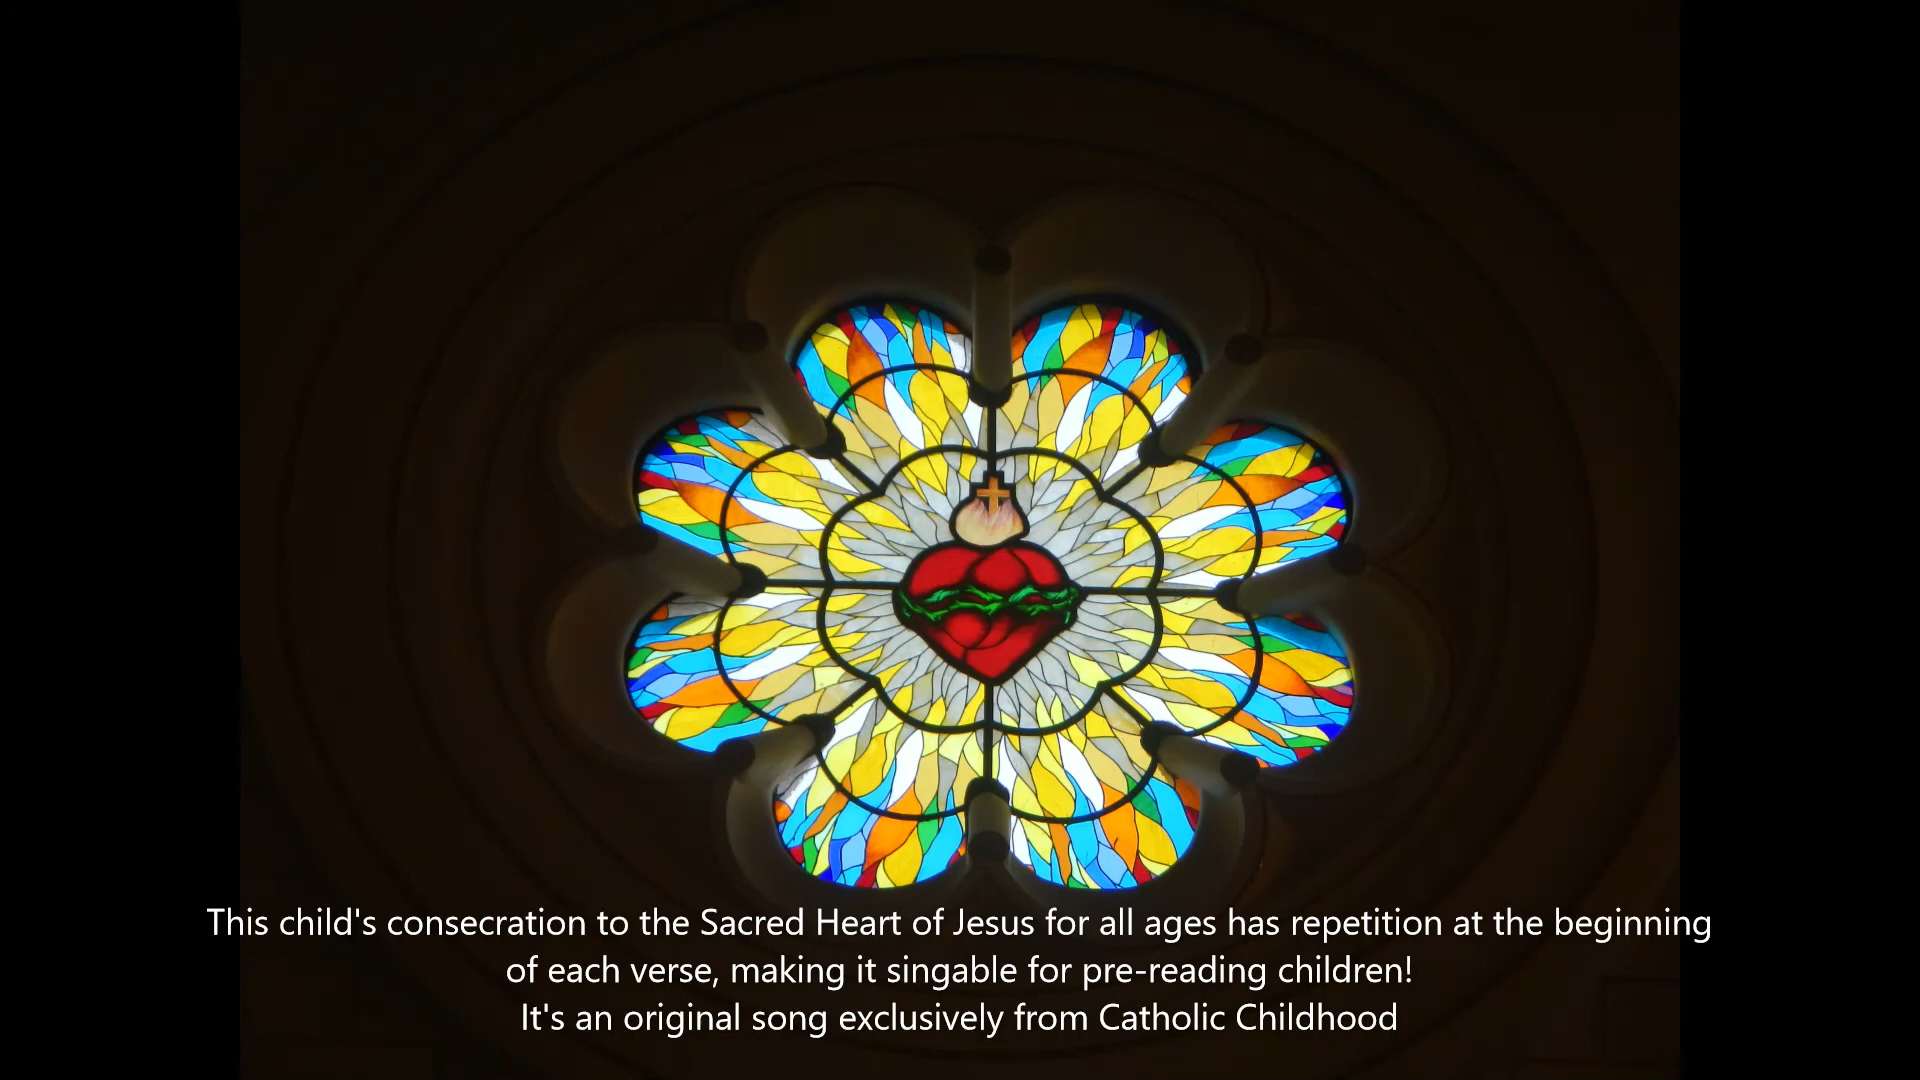 This child's consecration to the Sacred Heart of Jesus for all ages has repetition at the beginning
of each verse, making it singable for pre-reading children!
It's an original song exclusively from Catholic Childhood